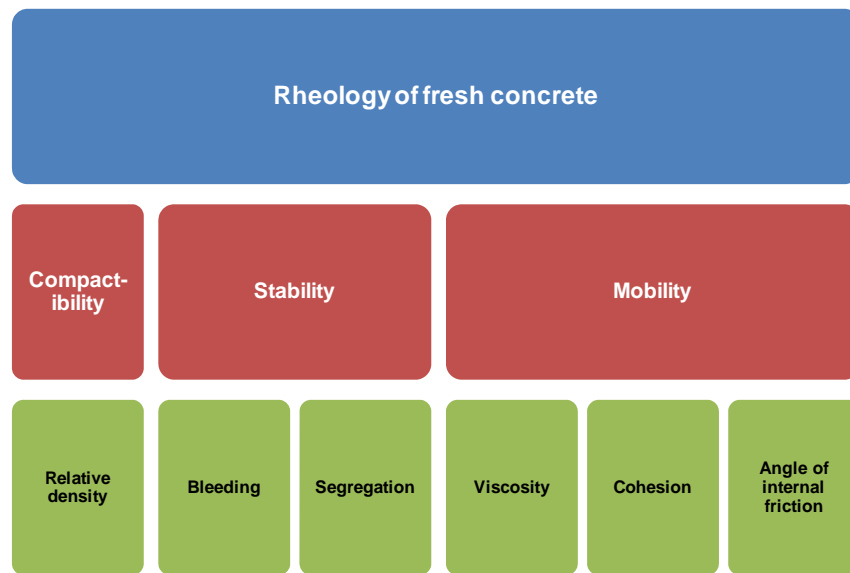 Rheology of fresh concrete
Compact-
ibility
Stability
Mobility
Relative
density
Bleeding
Segregation
Viscosity
Cohesion
Angle of
internal
friction